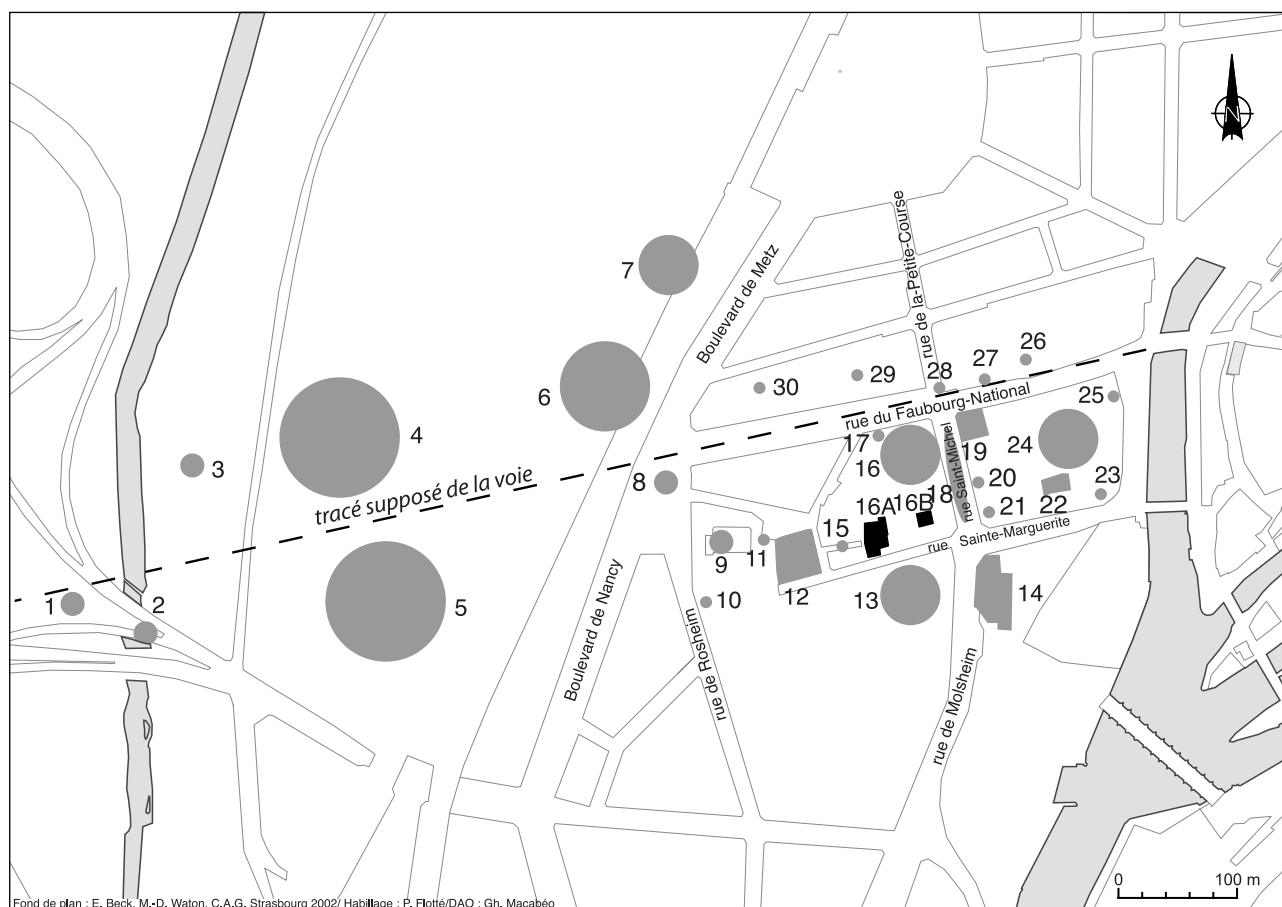 N
7
Boulevard de Metz
rue de la-Petite-Course
6
4
3
30
29
28
27
26
25
rue du Faubourg-National
tracé supposé de la voie
8
17
16
16A
16B
18
rue Saint-Michel
19
20
21
22
23
24
rue Sainte-Marguerite
15
9
11
12
10
13
14
1
2
5
Boulevard de Nancy
rue de Rosheim
rue de Molsheim
0
100 m
Fond de plan : E. Beck, M.-D. Waton, C.A.G. Strasbourg 2002/ Habillage : P. Flotté/DAO : Gh. Macabéo